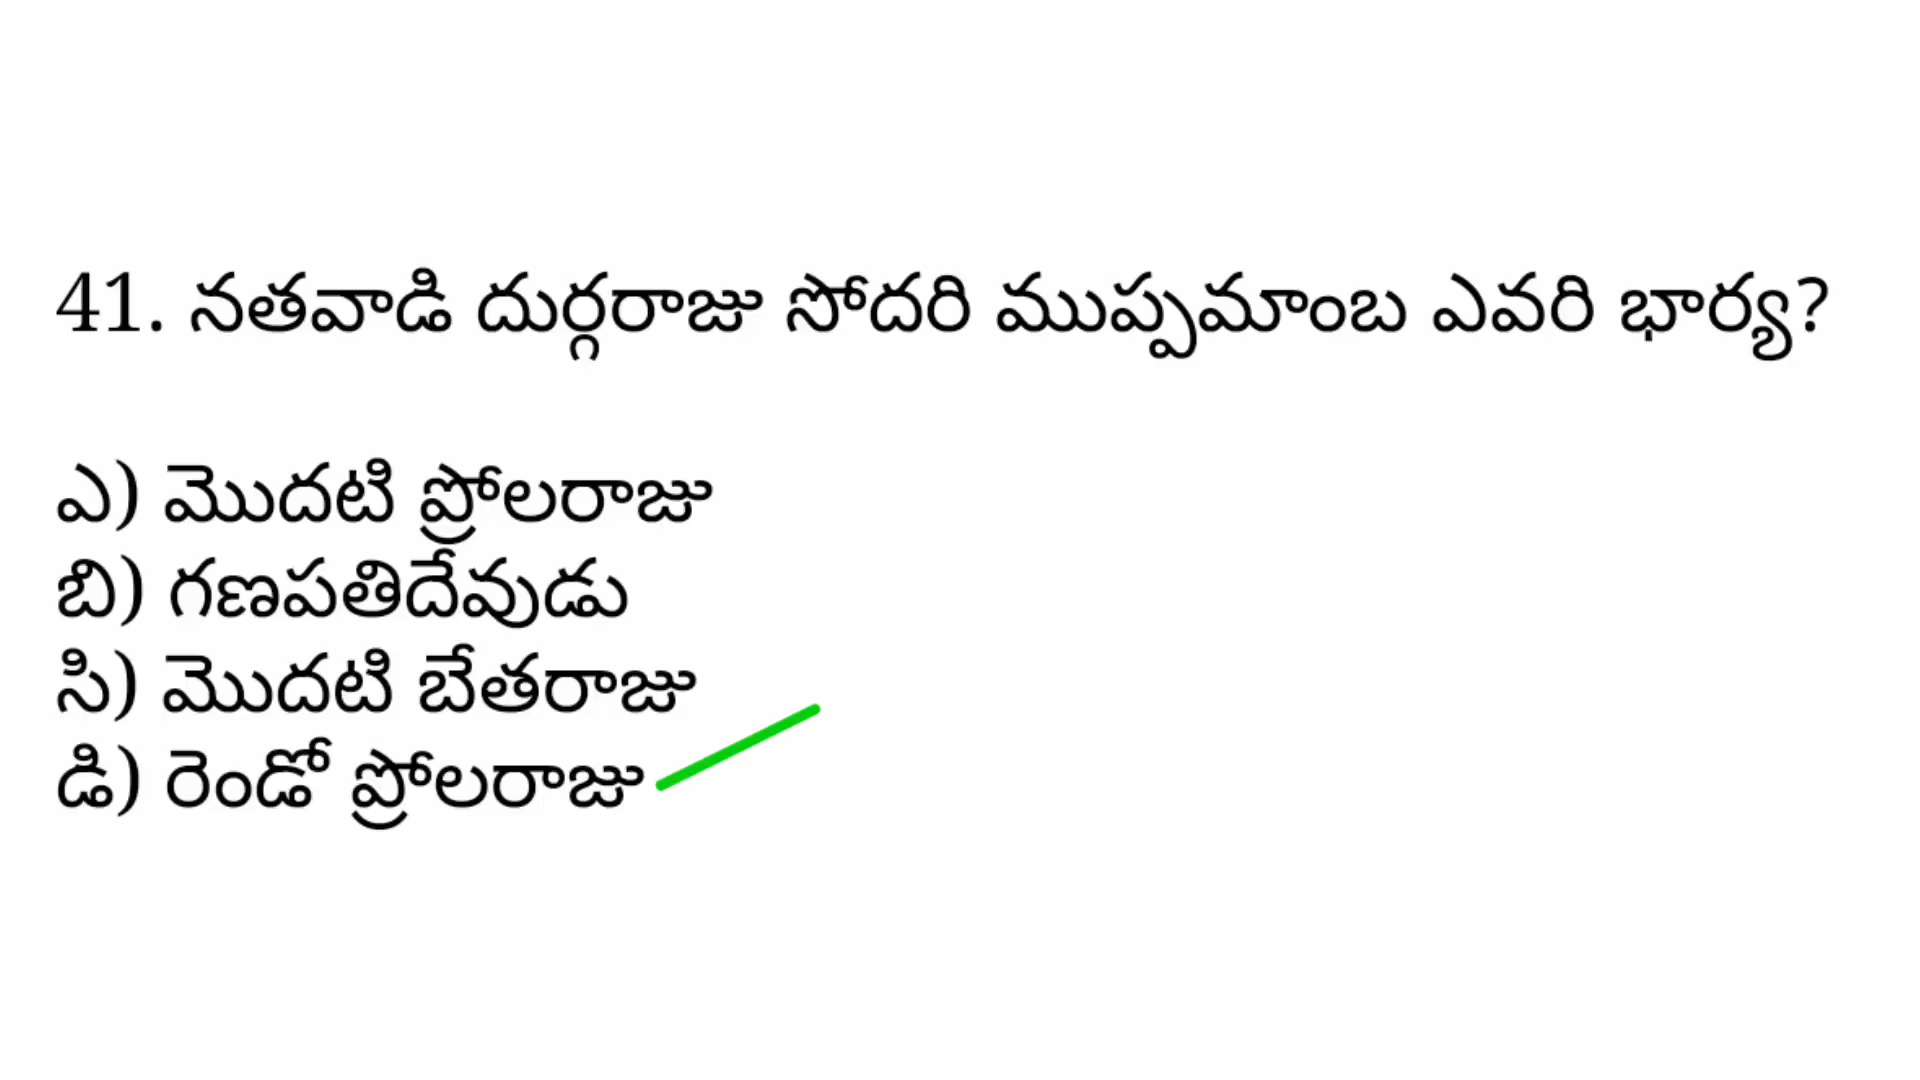 41. నతవాడి దుర్గరాజు సోదరి ముప్పమాంబ ఎవరి భార్య?
ఎ) మొదటి ప్రోలరాజు
బి) గణపతిదేవుడు
సి) మొదటి బేతరాజు
డి) రెండో ప్రోలరాజు